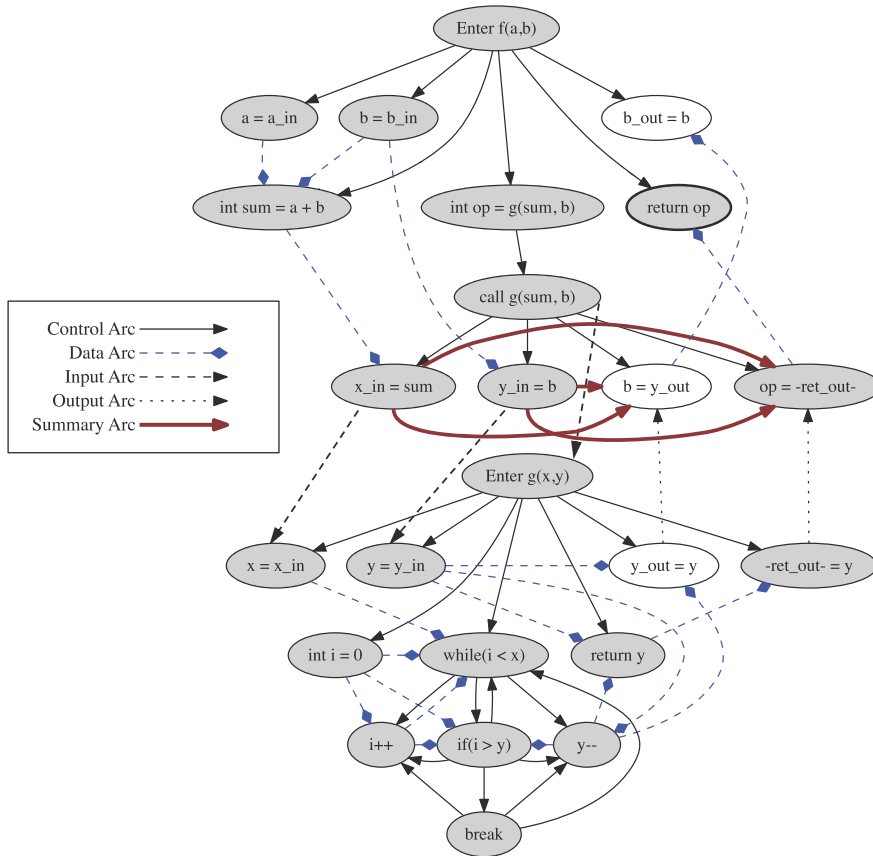 Enter f(a,b)
a = a_in
b = b_in
b_out = b
int sum = a + b
int op = g(sum, b)
return op
call g(sum, b)
Control Arc
Data Arc
Input Arc
Output Arc
Summary Arc
x_in = sum
y_in = b
b = y_out
op = -ret_out-
Enter g(x,y)
x = x_in
y = y_in
y_out = y
-ret_out- = y
int i = 0
while(i < x)
return y
i++
if(i > y)
y--
break